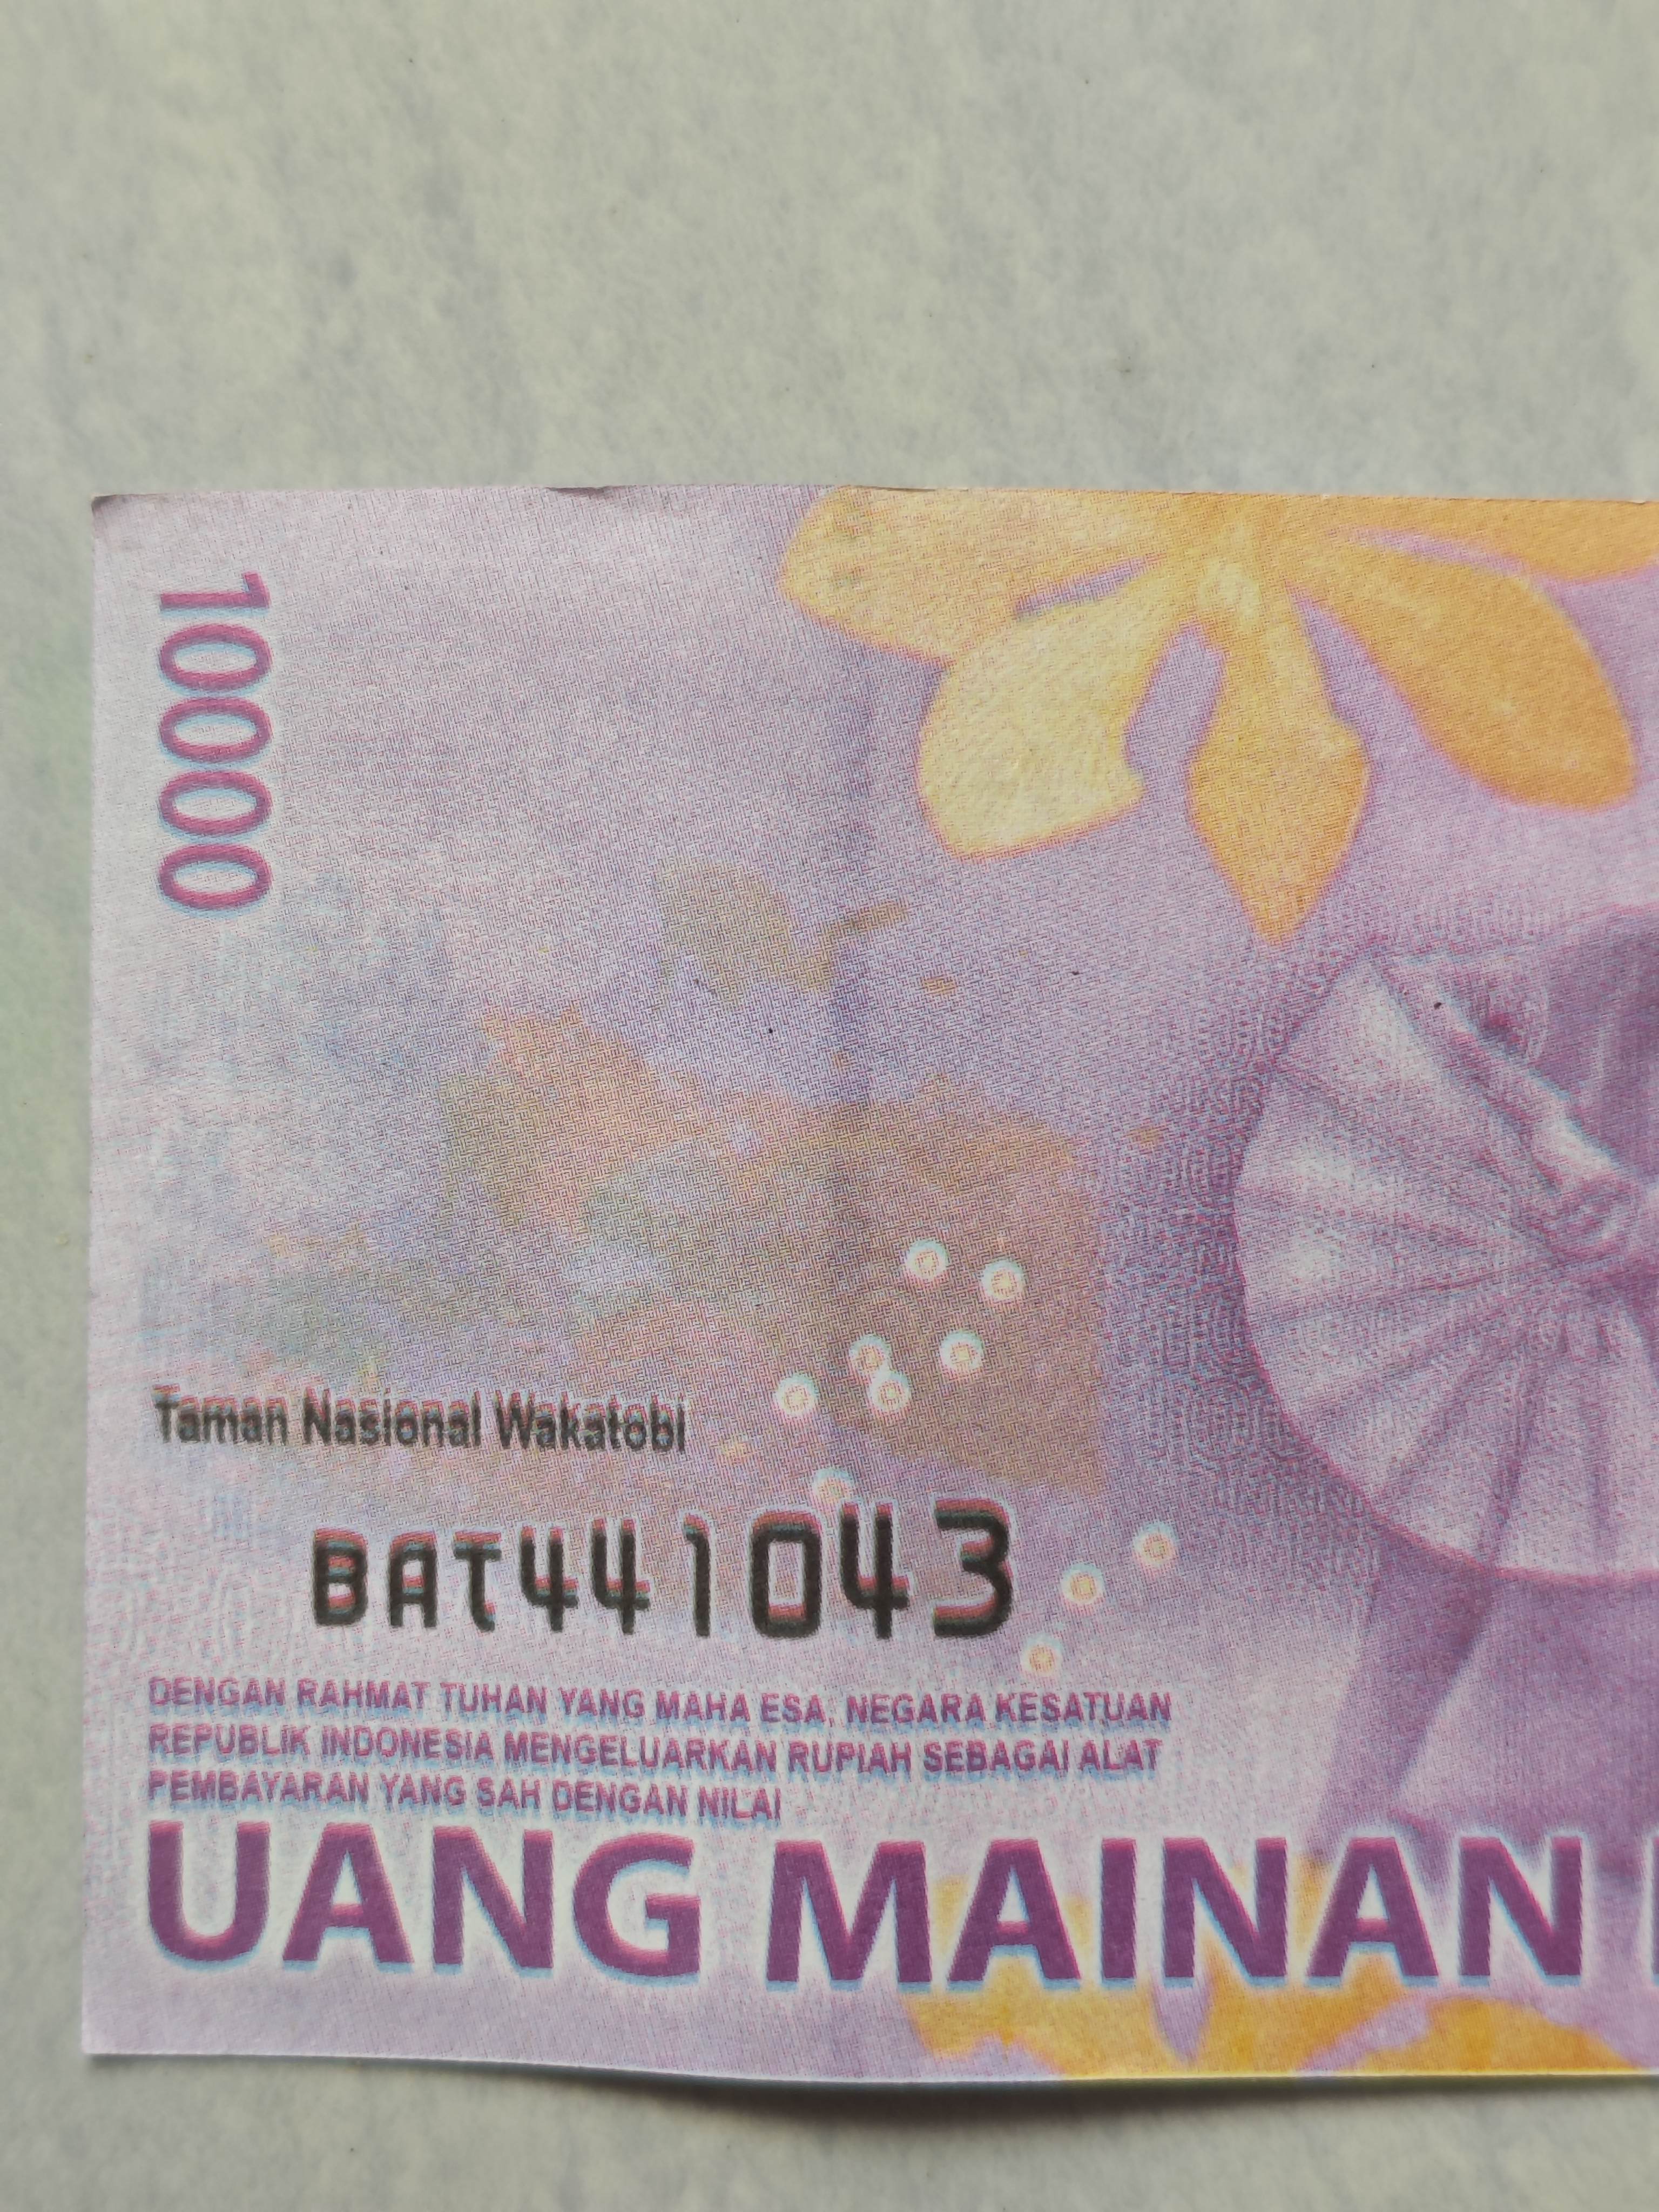 10000
Taman Nasional Wakatobi
BAT441043
DENGAN RAHMAT TUHAN YANG MAHA ESA, NEGARA KESATUAN
REPUBLIK INDONESIA MENGELUARKAN RUPIAH SEBAGAI ALAT
PEMBAYARAN YANG SAH DENGAN NILAI
UANG MAINAN